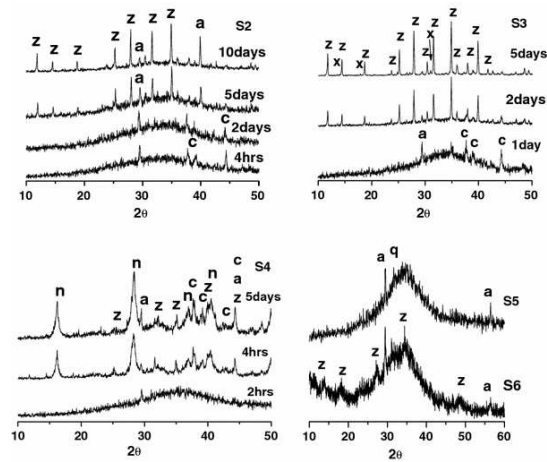 S2
z z z z z z z a
a
10days
5days
2days
c
c
4hrs
10 20 30 40 50
2θ
S3
z x z x z z z z x z z z z z
5days
2days
a c c c
1day
10 20 30 40 50
2θ
S4
n n
z a z z n c c z n c
c
a
z
5days
4hrs
2hrs
10 20 30 40 50
2θ
a q
S5
a
z z z z
z
a
S6
10 20 30 40 50 60
2θ